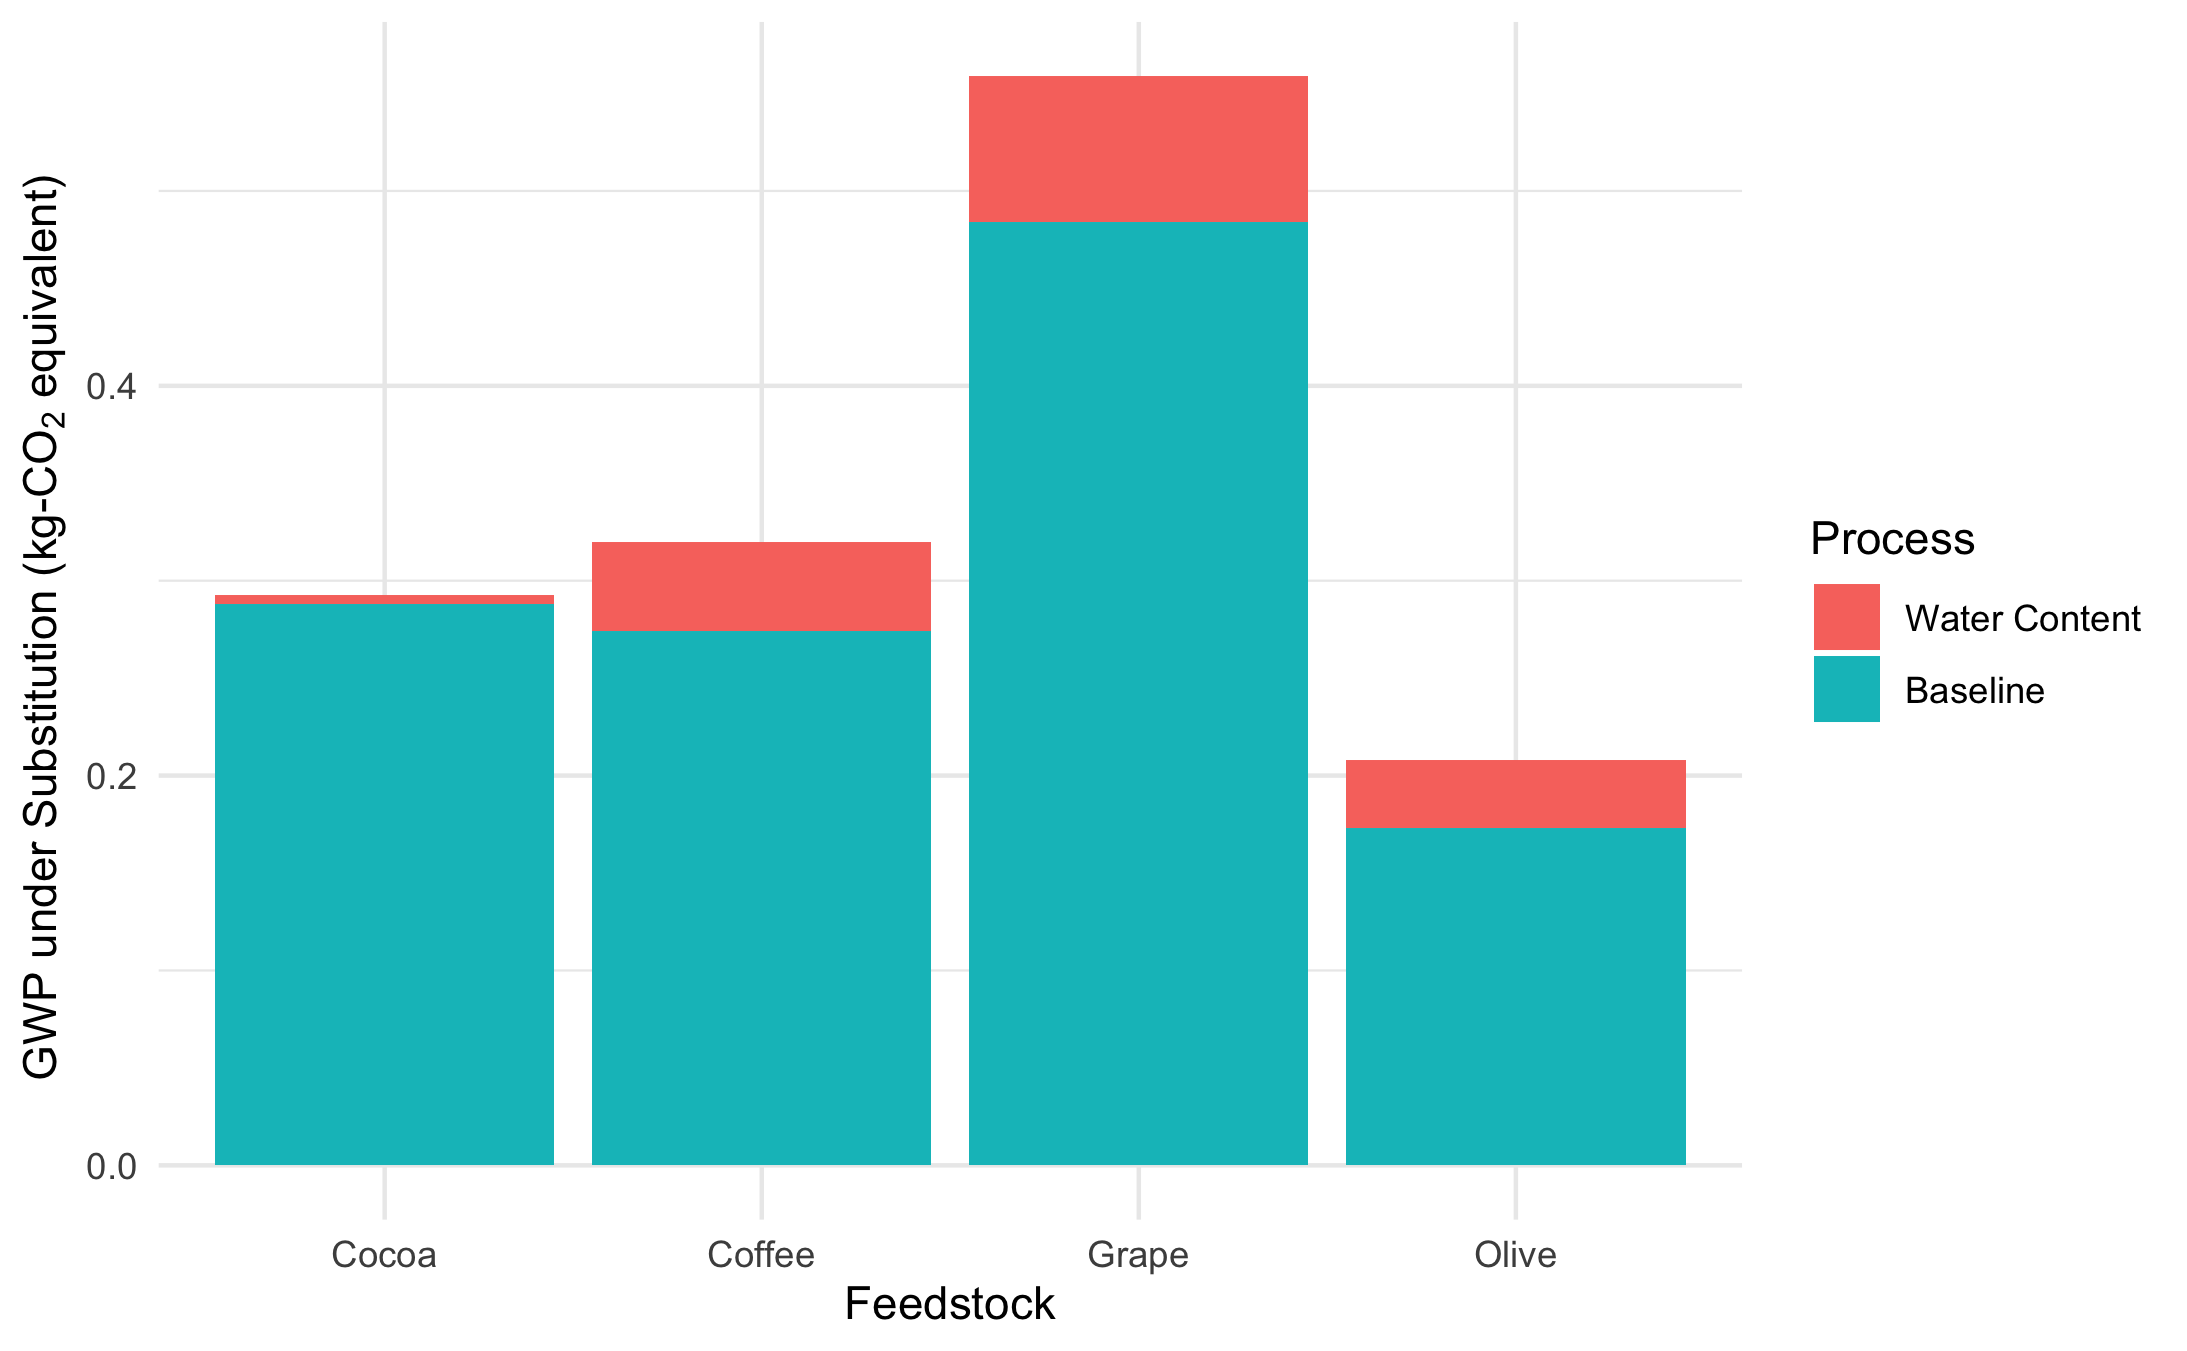 GWP under Substitution (kg-CO₂ equivalent)
0.4
0.2
0.0
Cocoa
Coffee
Grape
Olive
Feedstock
Process
Water Content
Baseline